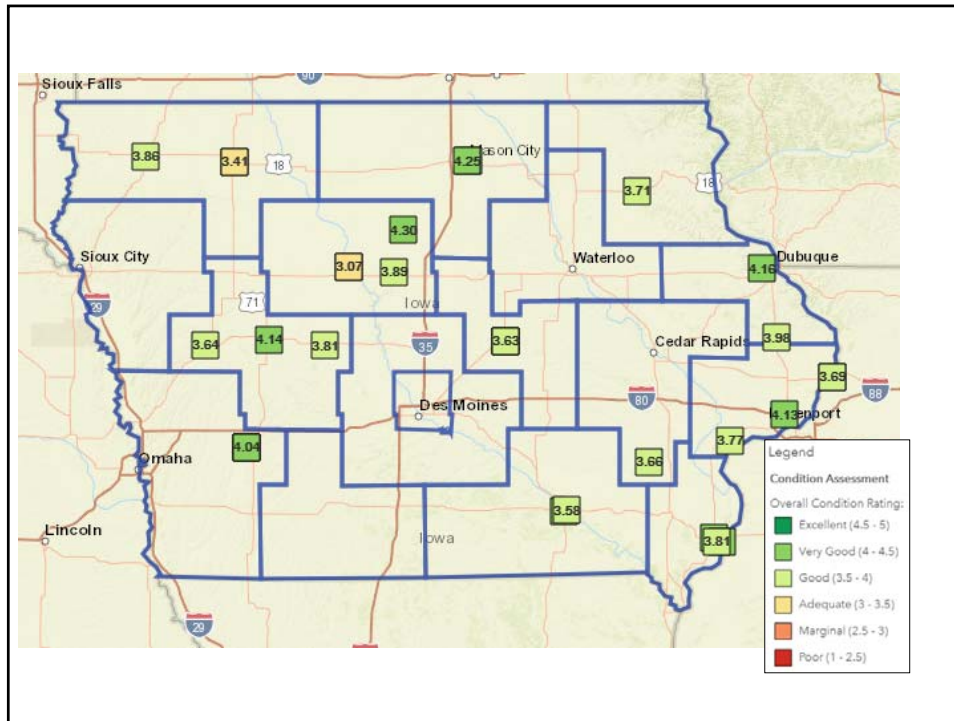 90
Sioux Falls
3.86
3.41
18
4.25
Mason City
3.71
18
4.30
Sioux City
3.07
3.89
Waterloo
4.16
Dubuque
29
71
Iowa
3.64
4.14
3.81
35
3.63
Cedar Rapids
3.98
3.69
80
88
Des Moines
4.13
enport
4.04
3.77
Omaha
3.66
Lincoln
3.58
Iowa
3.81
29
Legend
Condition Assessment
Overall Condition Rating:
Excellent (4.5 - 5)
Very Good (4 - 4.5)
Good (3.5 - 4)
Adequate (3 - 3.5)
Marginal (2.5 - 3)
Poor (1 - 2.5)